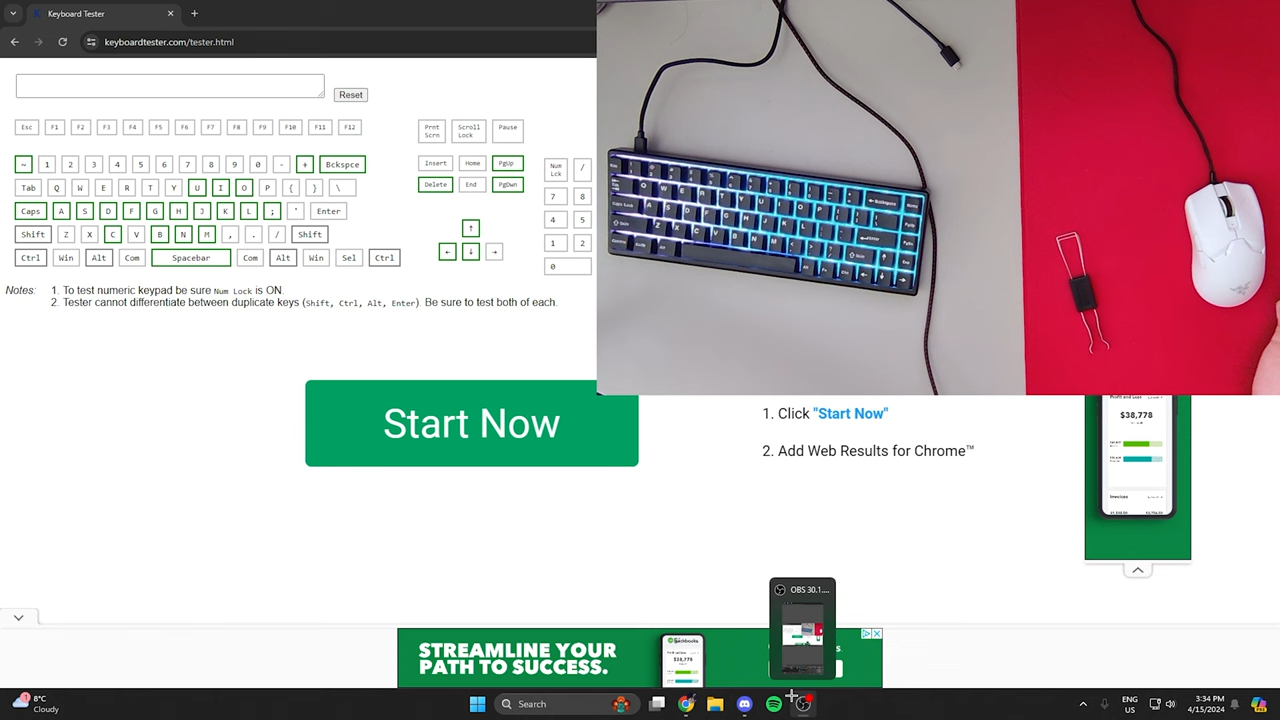 Keyboard Tester
keyboardtester.com/tester.html
Reset
Esc F1 F2 F3 F4 F5 F6 F7 F8 F9 F10 F11 F12 Prnt Scrn Scroll Lock Pause
~ 1 2 3 4 5 6 7 8 9 0 - + Bckspce Insert Home PgUp Num Lck /
Tab Q W E R T Y U I O P { } \ Delete End PgDwn 7 8
Caps A S D F G H J K L ; ' Enter 4 5
Shift Z X C V B N M , . / Shift ↑ 1 2
Ctrl Win Alt Com Spacebar Com Alt Win Sel Ctrl ← ↓ → 0
Notes: 1. To test numeric keypad be sure Num Lock is ON.
2. Tester cannot differentiate between duplicate keys (Shift, Ctrl, Alt, Enter). Be sure to test both of each.
Start Now
1. Click "Start Now"
2. Add Web Results for Chrome™
$38,778
Invoices
OBS 30.1....
STREAMLINE YOUR
PATH TO SUCCESS.
quickbooks
$38,778
8°C
Cloudy
Search
ENG
US
3:34 PM
4/15/2024